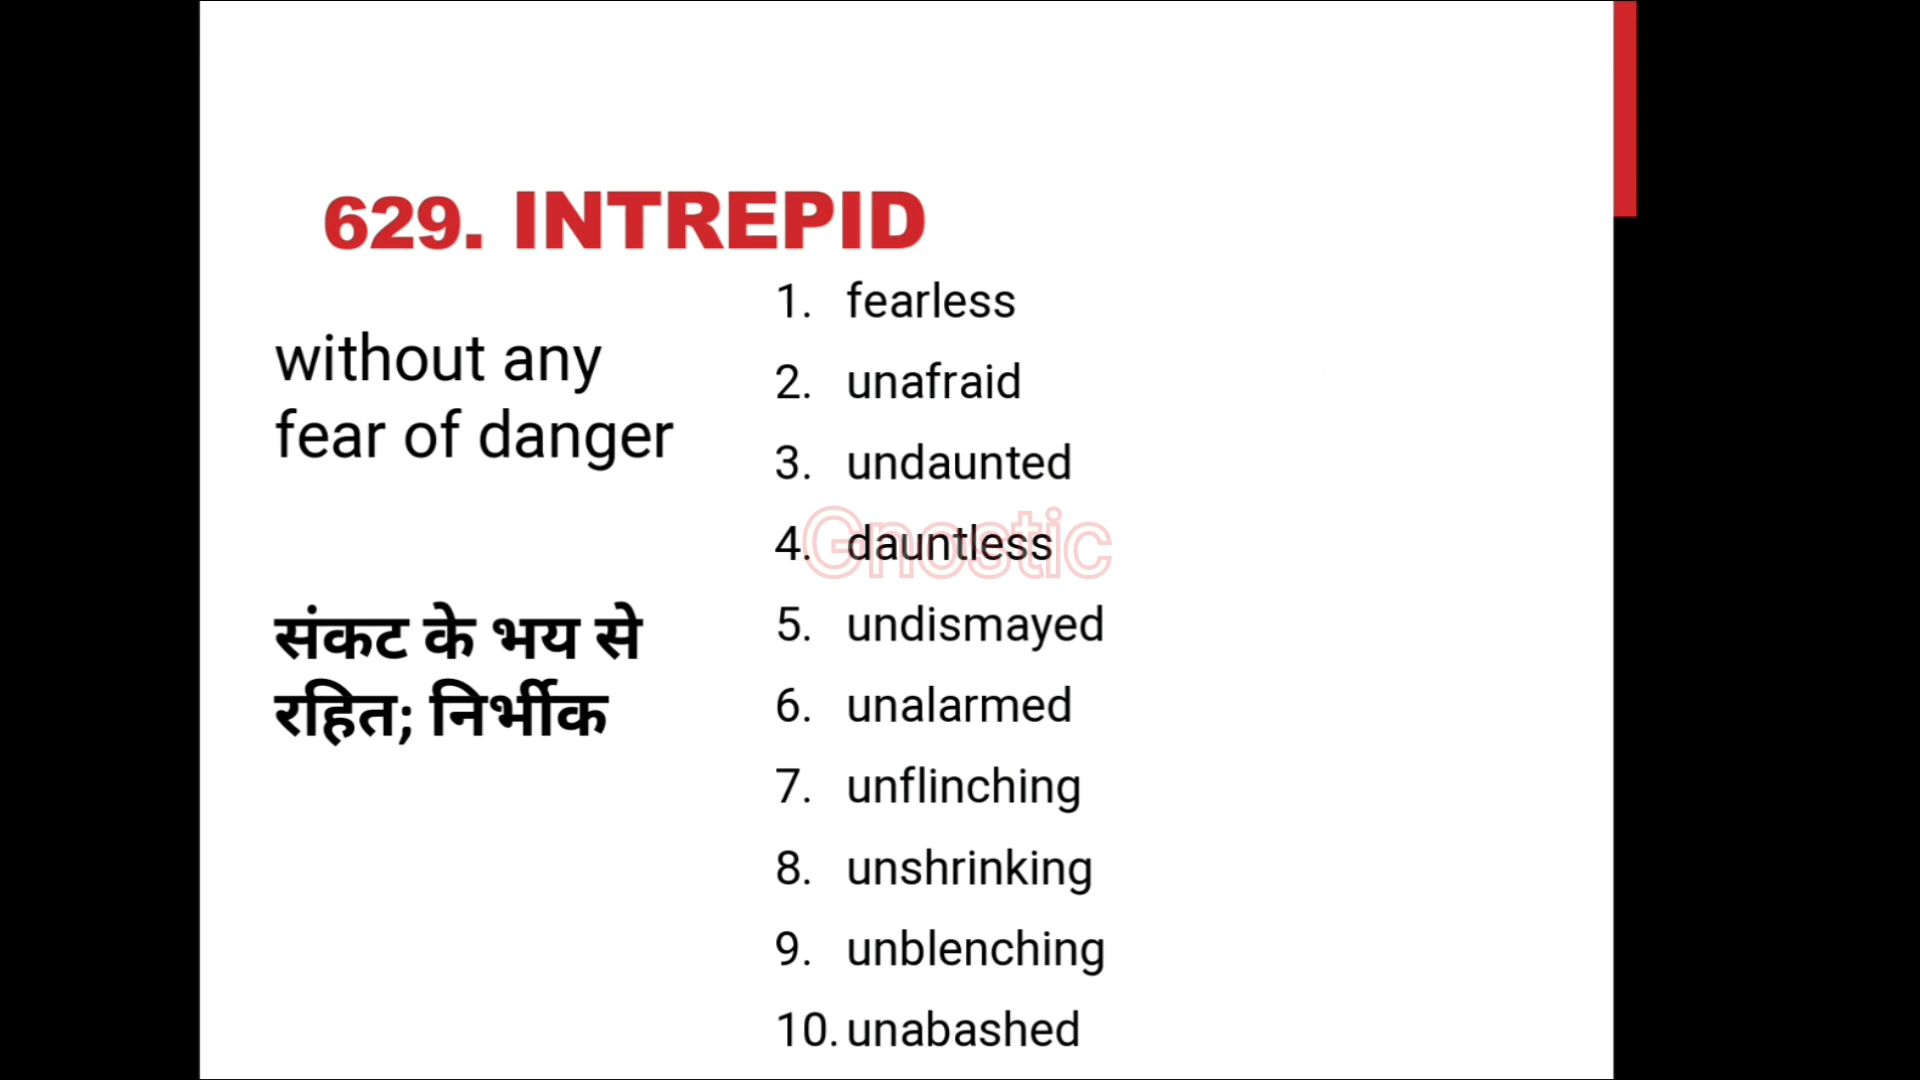 629. INTREPID
without any
fear of danger
संकट के भय से
रहित; निर्भीक
1. fearless
2. unafraid
3. undaunted
4. dauntless
5. undismayed
6. unalarmed
7. unflinching
8. unshrinking
9. unblenching
10. unabashed
Gnostic